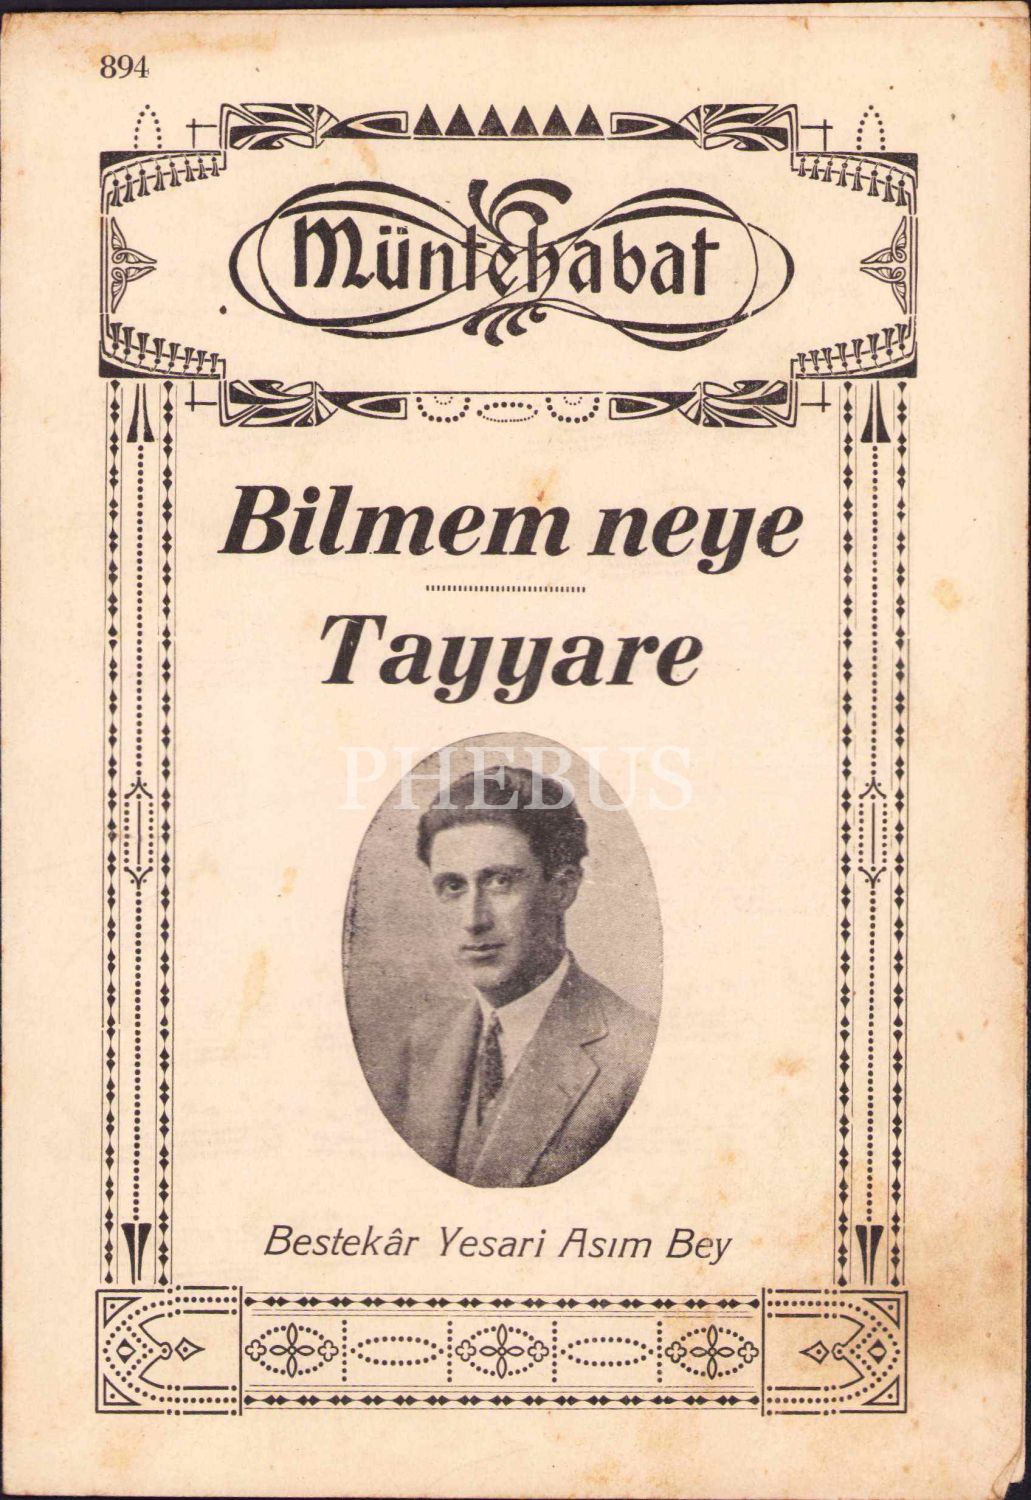 894
Müntehabat
Bilmem neye
Tayyare
PHEBUS
Bestekâr Yesari Asım Bey